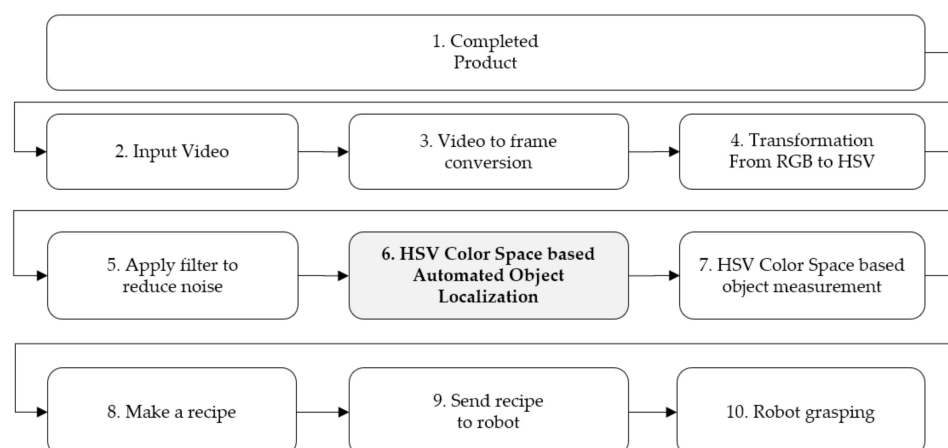 1. Completed
Product
2. Input Video
3. Video to frame
conversion
4. Transformation
From RGB to HSV
5. Apply filter to
reduce noise
6. HSV Color Space based
Automated Object
Localization
7. HSV Color Space based
object measurement
8. Make a recipe
9. Send recipe
to robot
10. Robot grasping